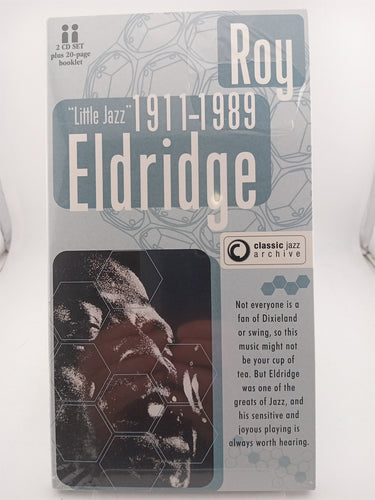 2 CD SET
plus 20-page
booklet
Roy
"Little Jazz" 1911-1989
Eldridge
classic jazz
archive
Not everyone is a
fan of Dixieland
or swing, so this
music might not
be your cup of
tea. But Eldridge
was one of the
greats of Jazz, and
his sensitive and
joyous playing is
always worth hearing.